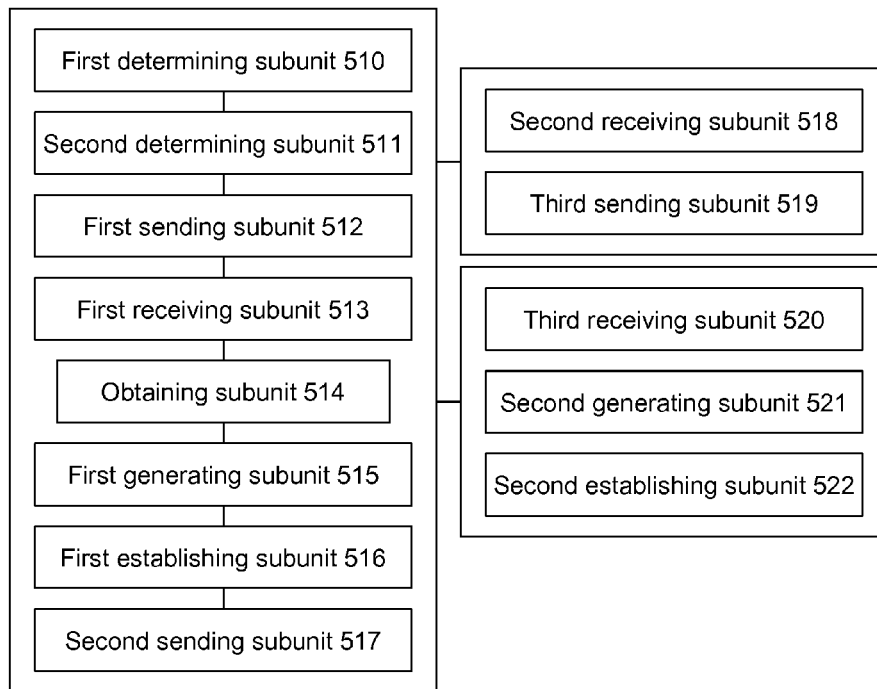 First determining subunit 510
Second determining subunit 511
First sending subunit 512
First receiving subunit 513
Obtaining subunit 514
First generating subunit 515
First establishing subunit 516
Second sending subunit 517
Second receiving subunit 518
Third sending subunit 519
Third receiving subunit 520
Second generating subunit 521
Second establishing subunit 522